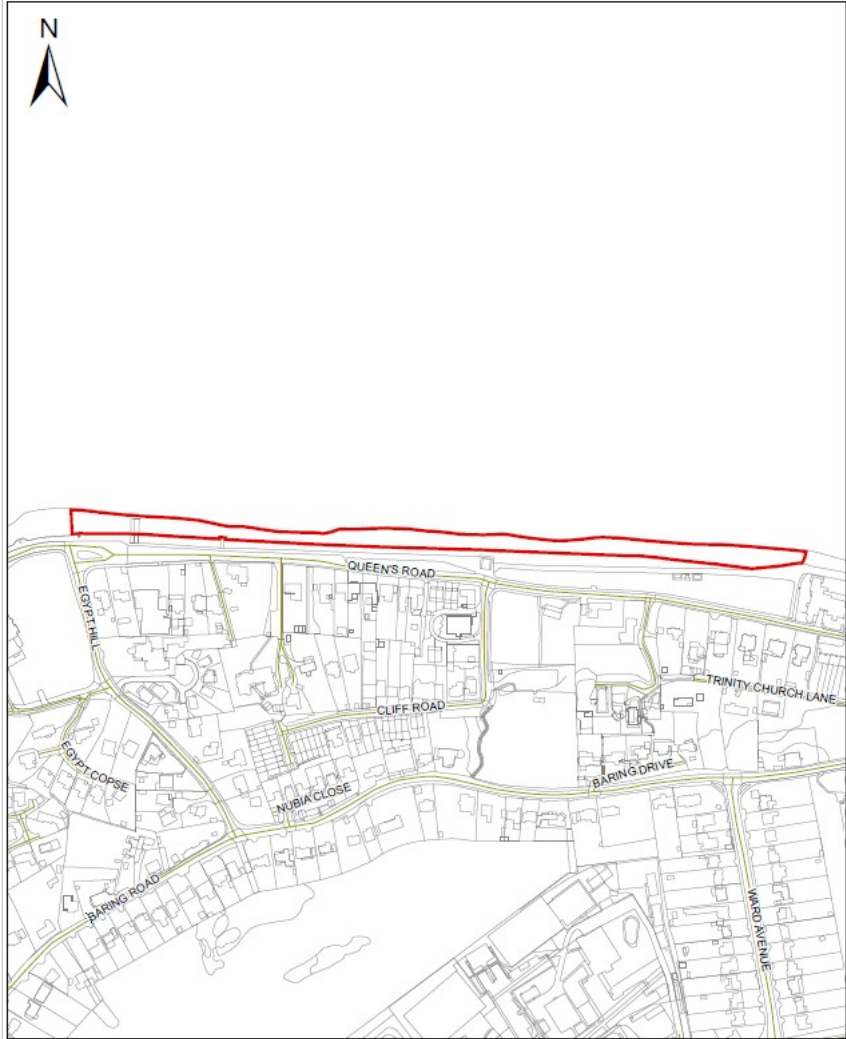 N
QUEEN'S ROAD
EGYPT HILL
TRINITY CHURCH LANE
CLIFF ROAD
EGYPT COPSE
BARING DRIVE
NUBIA CLOSE
BARING ROAD
WARD AVENUE